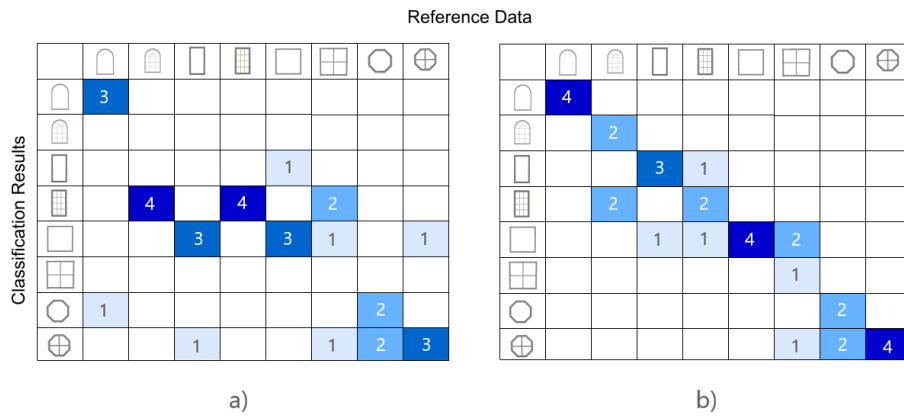 Reference Data
Classification Results
3 4
2
1 3 1
4 4 2 2 2
3 3 1 1 1 1 4 2
1
1 2 2
1 1 2 3 1 2 4
a) b)